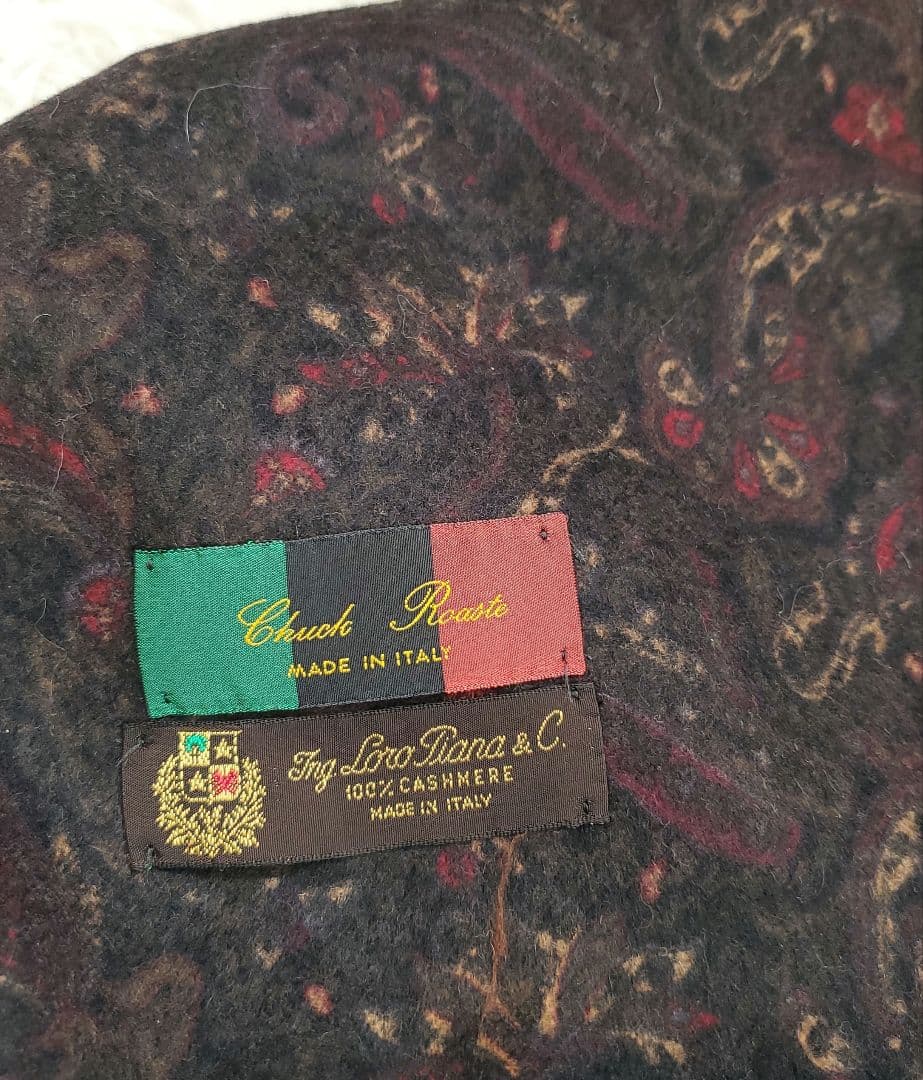 Chuck Roaste
MADE IN ITALY
Ing Loro Piana & C.
100% CASHMERE
MADE IN ITALY